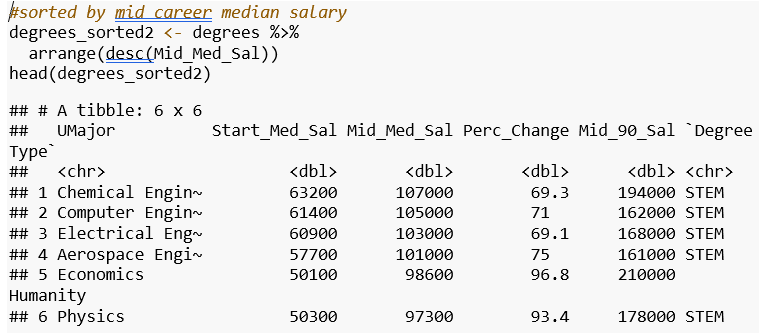 #sorted by mid career median salary
degrees_sorted2 <- degrees %>%
  arrange(desc(Mid_Med_Sal))
head(degrees_sorted2)
## # A tibble: 6 x 6
##   UMajor         Start_Med_Sal Mid_Med_Sal Perc_Change Mid_90_Sal `Degree
Type`
##   <chr>                  <dbl>       <dbl>       <dbl>      <dbl> <chr>
## 1 Chemical Engin~        63200      107000        69.3     194000 STEM
## 2 Computer Engin~        61400      105000        71       162000 STEM
## 3 Electrical Eng~        60900      103000        69.1     168000 STEM
## 4 Aerospace Engi~        57700      101000        75       161000 STEM
## 5 Economics              50100       98600        96.8     210000
Humanity
## 6 Physics                50300       97300        93.4     178000 STEM